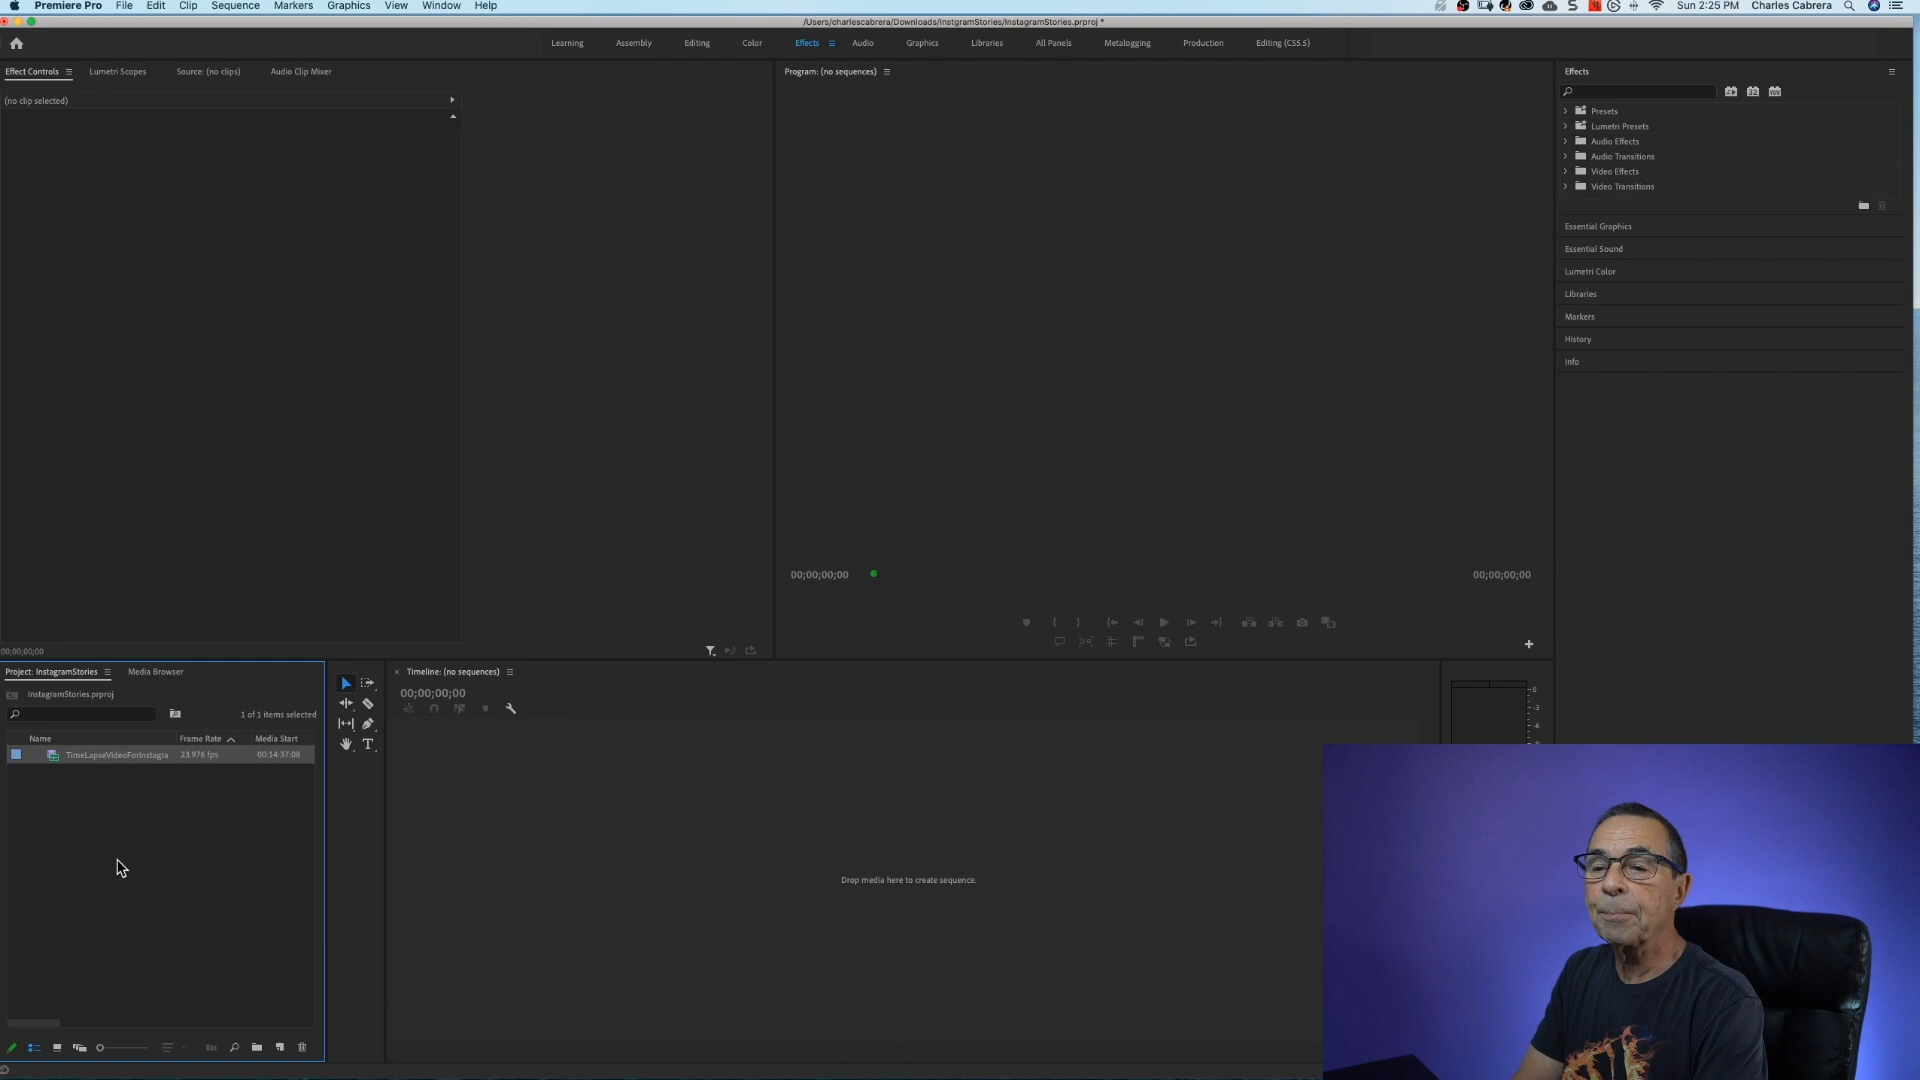 Premiere Pro File Edit Clip Sequence Markers Graphics View Window Help Sun 2:25 PM Charles Cabrera
/Users/charlescabrera/Downloads/InstgramStories/InstagramStories.prproj *
Learning Assembly Editing Color Effects Audio Graphics Libraries All Panels Metalogging Production Editing (CS5.5)
Effect Controls Lumetri Scopes Source: (no clips) Audio Clip Mixer
(no clip selected)
00;00;00;00
Program: (no sequences)
00;00;00;00
00;00;00;00
Effects
Presets
Lumetri Presets
Audio Effects
Audio Transitions
Video Effects
Video Transitions
Essential Graphics
Essential Sound
Lumetri Color
Libraries
Markers
History
Info
Project: InstagramStories Media Browser
InstagramStories.prproj
1 of 1 items selected
Name Frame Rate Media Start
TimeLapseVideoForInstagra 23.976 fps 00:14:37:08
Timeline: (no sequences)
00;00;00;00
Drop media here to create sequence.
0
-3
-6